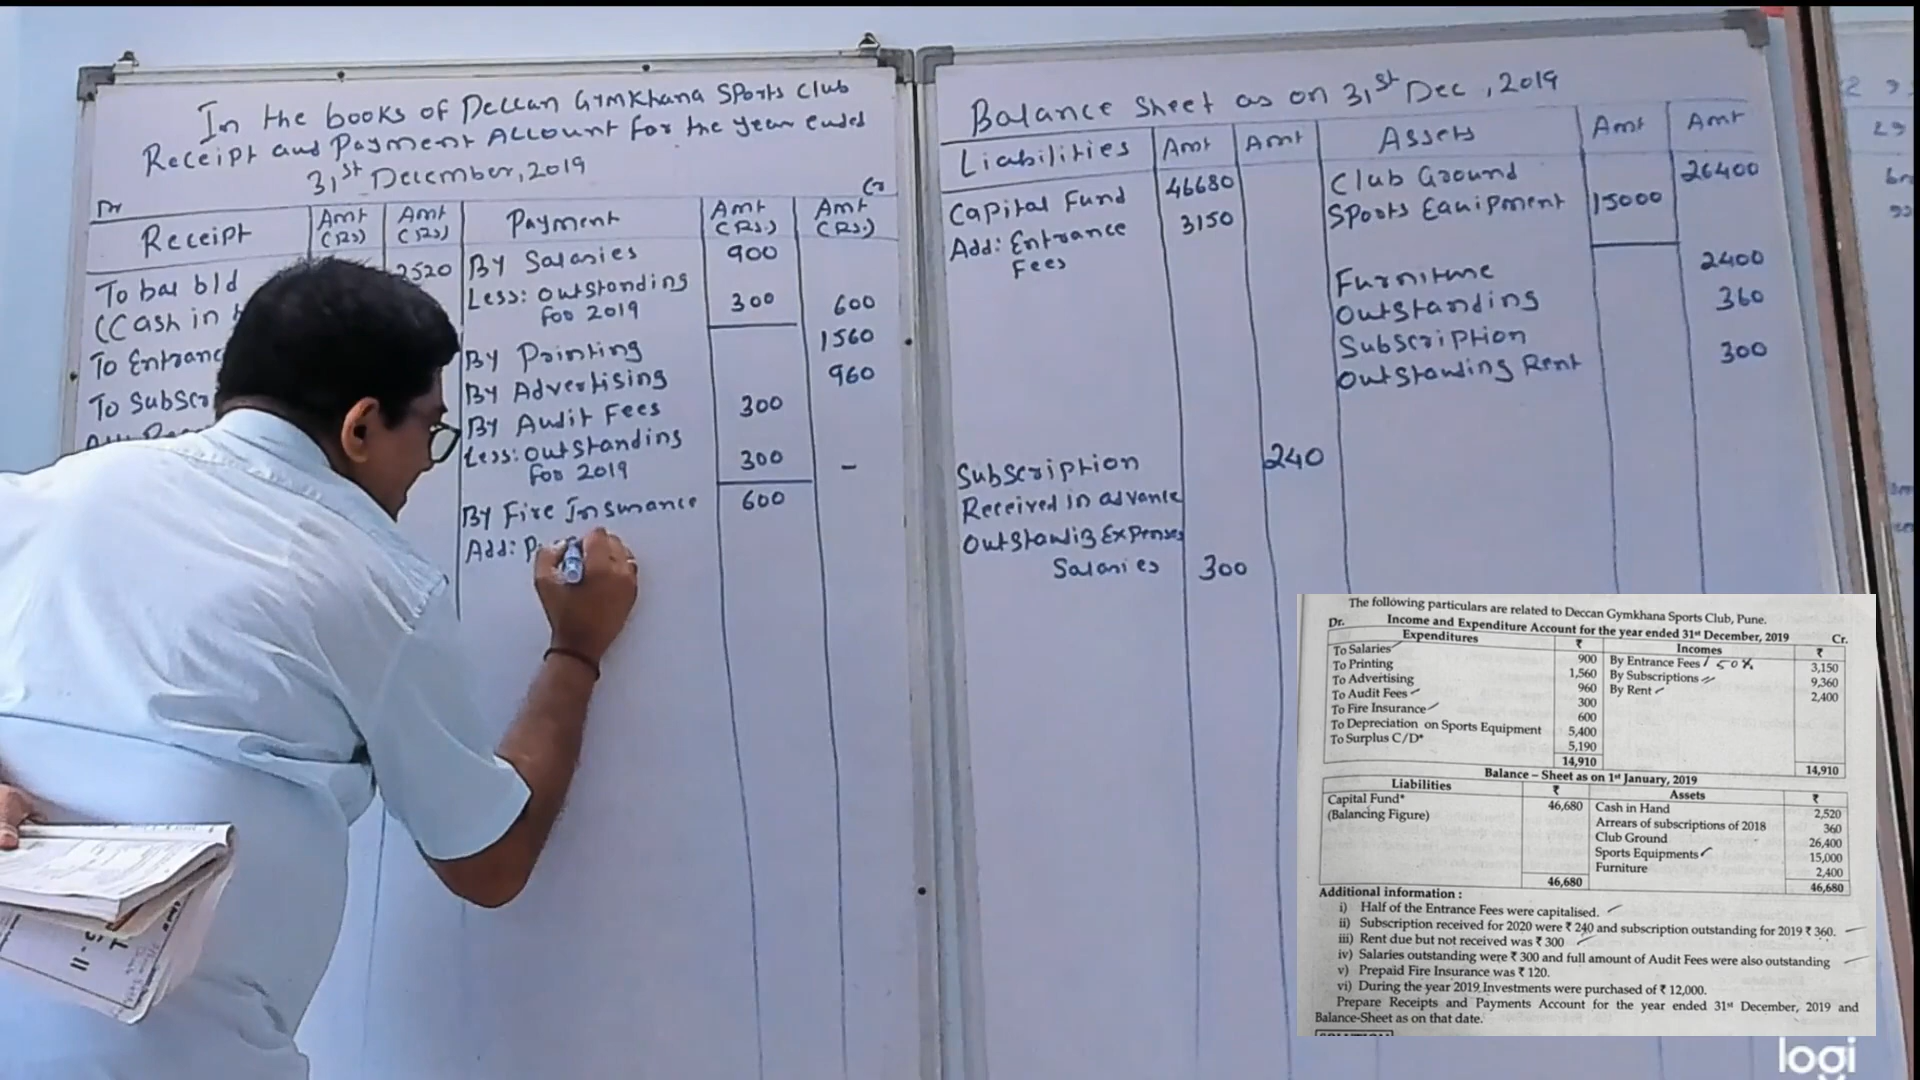 In the books of Deccan Gymkhana Sports Club
Receipt and Payment Account for the year ended
31st December, 2019
Dr
Cr
Receipt Amt (Rs) Amt (Rs) Payment Amt (Rs.) Amt (Rs.)
To bal b/d 2520 By Salaries 900
(Cash in Less: Outstanding for 2019 300 600
To Entranc By Printing 1560
To Subscr By Advertising 960
By Audit Fees 300
Less: Outstanding for 2019 300 –
By Fire Insurance 600
Add: P
Balance Sheet as on 31st Dec, 2019
Liabilities Amt Amt Assets Amt Amt
Capital Fund 46680 Club Ground 26400
Add: Entrance Fees 3150 Sports Equipment 15000
Furniture 2400
Outstanding Subscription 360
Outstanding Rent 300
Subscription Received in advance 240
Outstandig Expenses
Salaries 300
The following particulars are related to Deccan Gymkhana Sports Club, Pune.
Dr. Income and Expenditure Account for the year ended 31st December, 2019 Cr.
Expenditures ₹ Incomes ₹
To Salaries 900 By Entrance Fees / 50% 3,150
To Printing 1,560 By Subscriptions 9,360
To Advertising 960 By Rent 2,400
To Audit Fees 300
To Fire Insurance 600
To Depreciation on Sports Equipment 5,400
To Surplus C/D* 5,190
14,910 14,910
Balance – Sheet as on 1st January, 2019
Liabilities ₹ Assets ₹
Capital Fund* 46,680 Cash in Hand 2,520
(Balancing Figure) Arrears of subscriptions of 2018 360
Club Ground 26,400
Sports Equipments 15,000
Furniture 2,400
46,680 46,680
Additional information :
i) Half of the Entrance Fees were capitalised.
ii) Subscription received for 2020 were ₹ 240 and subscription outstanding for 2019 ₹ 360.
iii) Rent due but not received was ₹ 300
iv) Salaries outstanding were ₹ 300 and full amount of Audit Fees were also outstanding
v) Prepaid Fire Insurance was ₹ 120.
vi) During the year 2019 Investments were purchased of ₹ 12,000.
Prepare Receipts and Payments Account for the year ended 31st December, 2019 and
Balance-Sheet as on that date.
logi